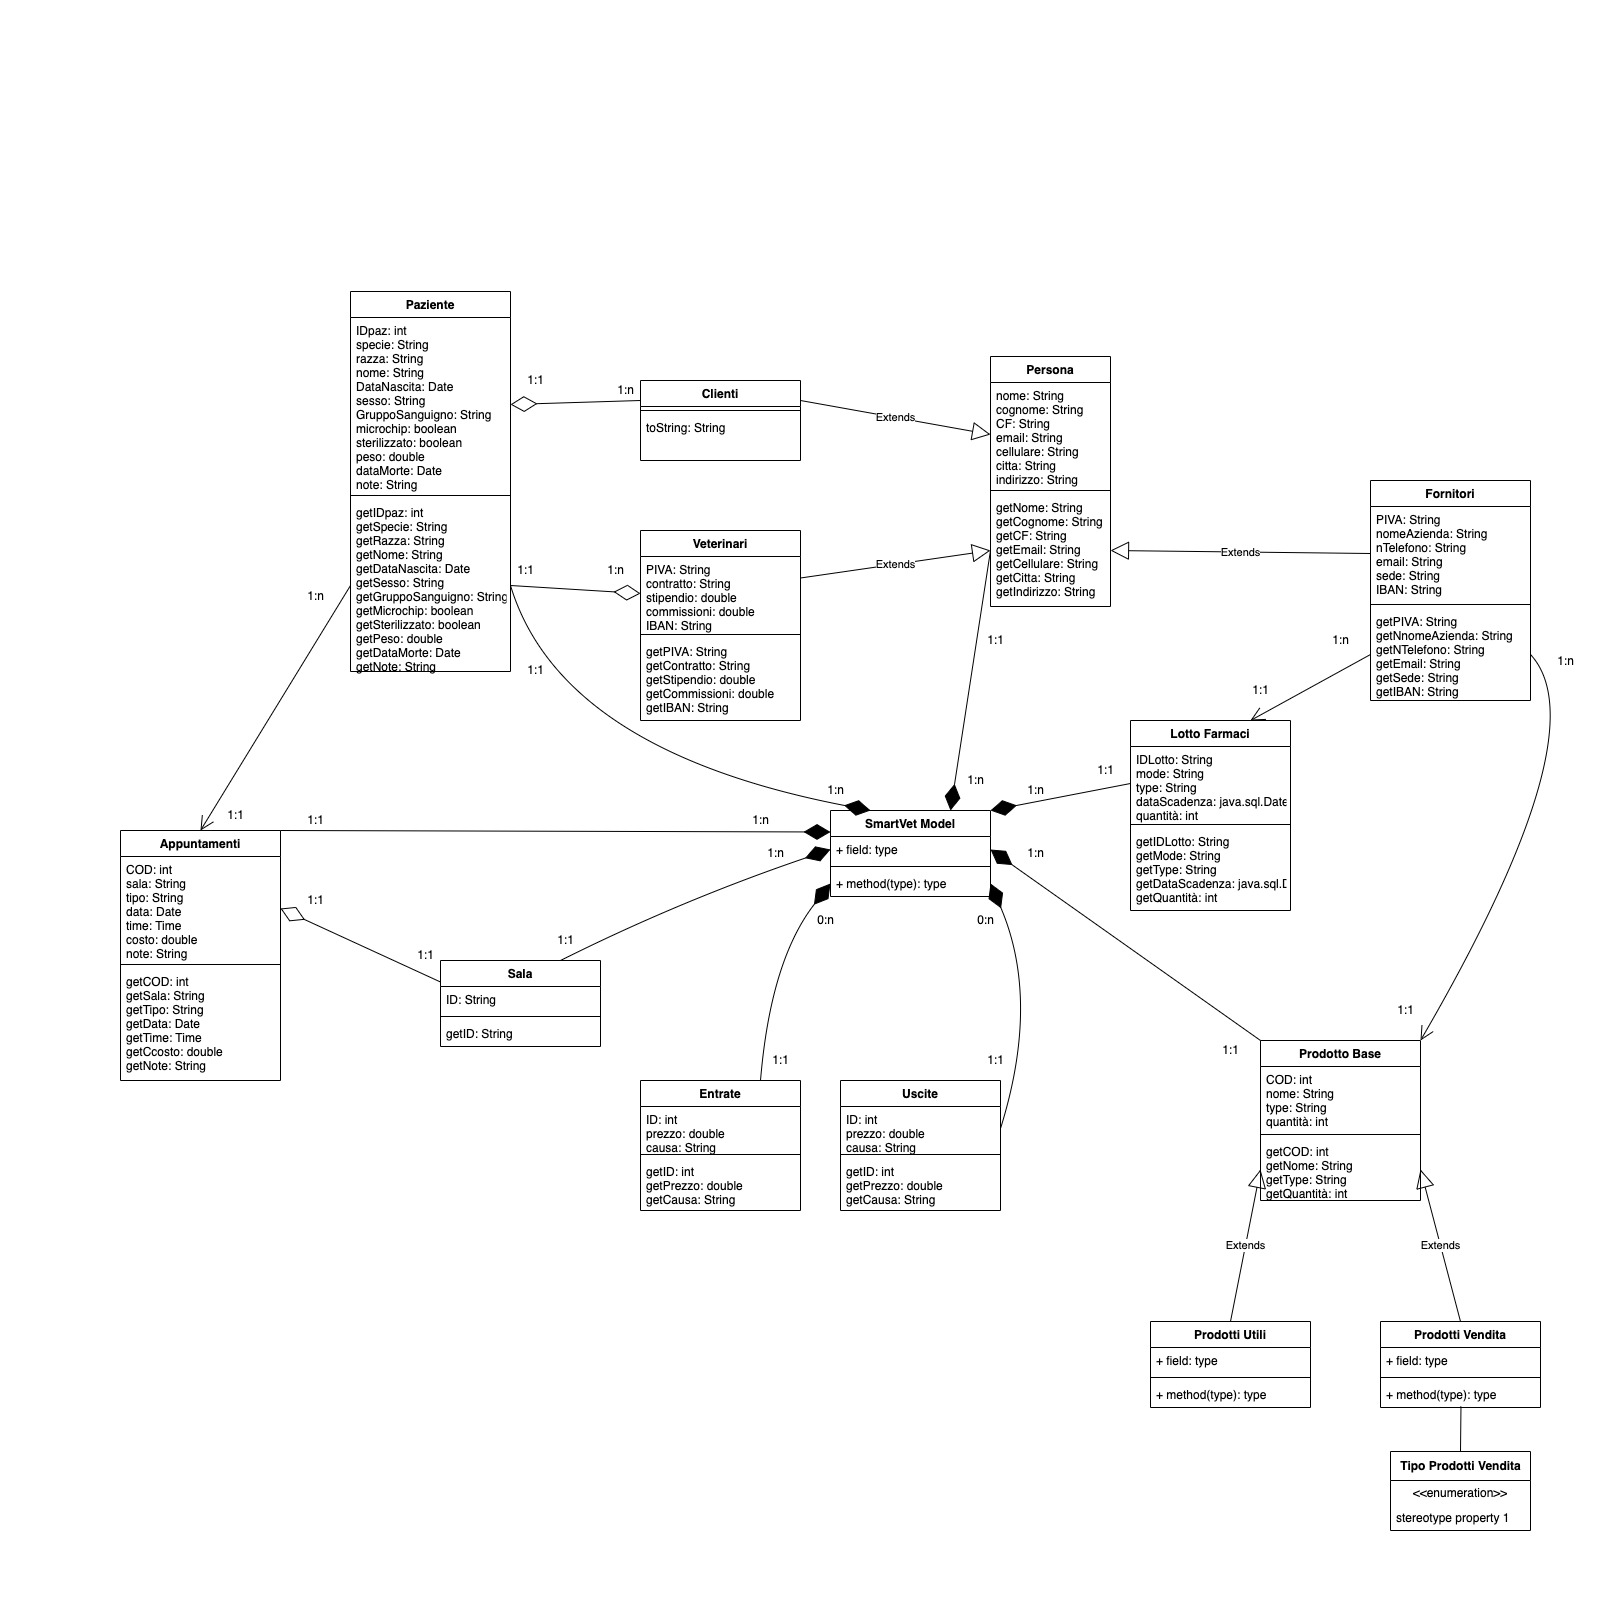 Paziente
IDpaz: int
specie: String
razza: String
nome: String
DataNascita: Date
sesso: String
GruppoSanguigno: String
microchip: boolean
sterilizzato: boolean
peso: double
dataMorte: Date
note: String
getIDpaz: int
getSpecie: String
getRazza: String
getNome: String
getDataNascita: Date
getSesso: String
getGruppoSanguigno: String
getMicrochip: boolean
getSterilizzato: boolean
getPeso: double
getDataMorte: Date
getNote: String
1:1
1:n
Clienti
toString: String
Extends
Persona
nome: String
cognome: String
CF: String
email: String
cellulare: String
citta: String
indirizzo: String
getNome: String
getCognome: String
getCF: String
getEmail: String
getCellulare: String
getCitta: String
getIndirizzo: String
Fornitori
PIVA: String
nomeAzienda: String
nTelefono: String
email: String
sede: String
IBAN: String
getPIVA: String
getNnomeAzienda: String
getNTelefono: String
getEmail: String
getSede: String
getIBAN: String
Extends
1:1
1:n
Veterinari
PIVA: String
contratto: String
stipendio: double
commissioni: double
IBAN: String
getPIVA: String
getContratto: String
getStipendio: double
getCommissioni: double
getIBAN: String
Extends
1:n
1:1
1:1
1:n
1:n
1:1
Lotto Farmaci
IDLotto: String
mode: String
type: String
dataScadenza: java.sql.Date
quantità: int
getIDLotto: String
getMode: String
getType: String
getDataScadenza: java.sql.D
getQuantità: int
1:n
1:n
1:n
1:1
1:1
1:1
1:n
SmartVet Model
+ field: type
+ method(type): type
1:n
1:n
0:n
0:n
Appuntamenti
COD: int
sala: String
tipo: String
data: Date
time: Time
costo: double
note: String
getCOD: int
getSala: String
getTipo: String
getData: Date
getTime: Time
getCcosto: double
getNote: String
1:1
1:1
1:1
Sala
ID: String
getID: String
1:1
1:1
Entrate
ID: int
prezzo: double
causa: String
getID: int
getPrezzo: double
getCausa: String
Uscite
ID: int
prezzo: double
causa: String
getID: int
getPrezzo: double
getCausa: String
1:1
1:1
Prodotto Base
COD: int
nome: String
type: String
quantità: int
getCOD: int
getNome: String
getType: String
getQuantità: int
Extends
Extends
Prodotti Utili
+ field: type
+ method(type): type
Prodotti Vendita
+ field: type
+ method(type): type
Tipo Prodotti Vendita
<<enumeration>>
stereotype property 1